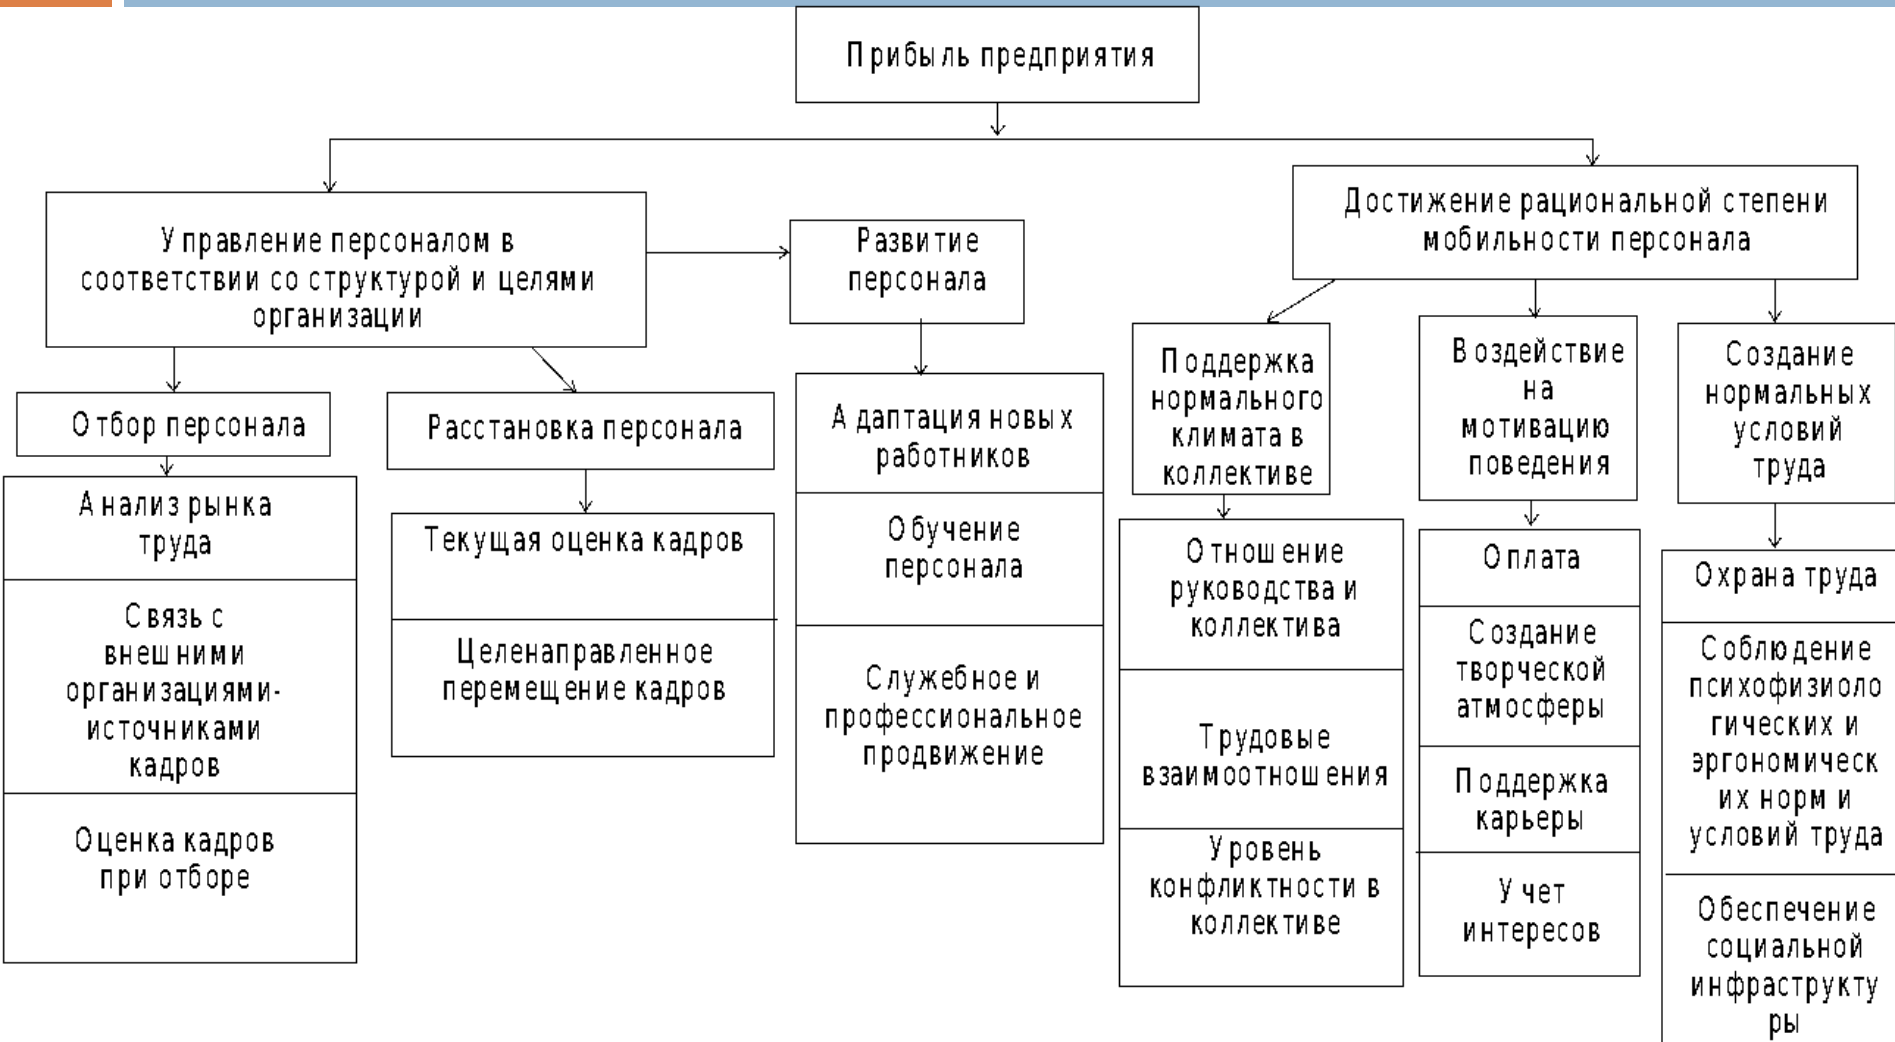 Прибыль предприятия
Управление персоналом в
соответствии со структурой и целями
организации
Развитие
персонала
Достижение рациональной степени
мобильности персонала
Отбор персонала
Расстановка персонала
Анализ рынка
труда
Связь с
внешними
организациями-
источниками
кадров
Оценка кадров
при отборе
Текущая оценка кадров
Целенаправленное
перемещение кадров
Адаптация новых
работников
Обучение
персонала
Служебное и
профессиональное
продвижение
Поддержка
нормального
климата в
коллективе
Воздействие
на
мотивацию
поведения
Создание
нормальных
условий
труда
Отношение
руководства и
коллектива
Трудовые
взаимоотношения
Уровень
конфликтности в
коллективе
Оплата
Создание
творческой
атмосферы
Поддержка
карьеры
Учет
интересов
Охрана труда
Соблюдение
психофизиоло
гических и
эргономическ
их норм и
условий труда
Обеспечение
социальной
инфраструкту
ры